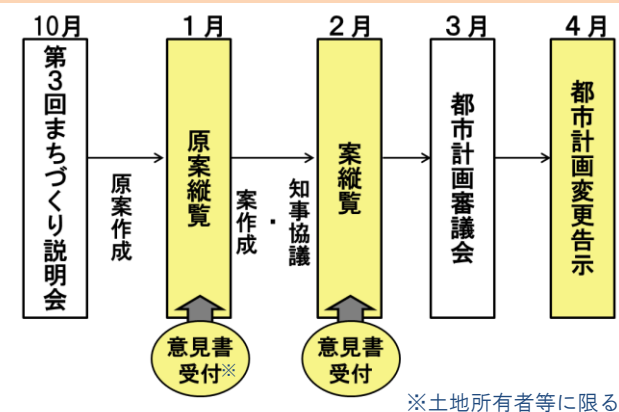 10月
1月
2月
3月
4月
第3回まちづくり説明会
原案作成
原案縦覧
案作成・
知事協議
案縦覧
都市計画審議会
都市計画変更告示
意見書
受付※
意見書
受付
※土地所有者等に限る